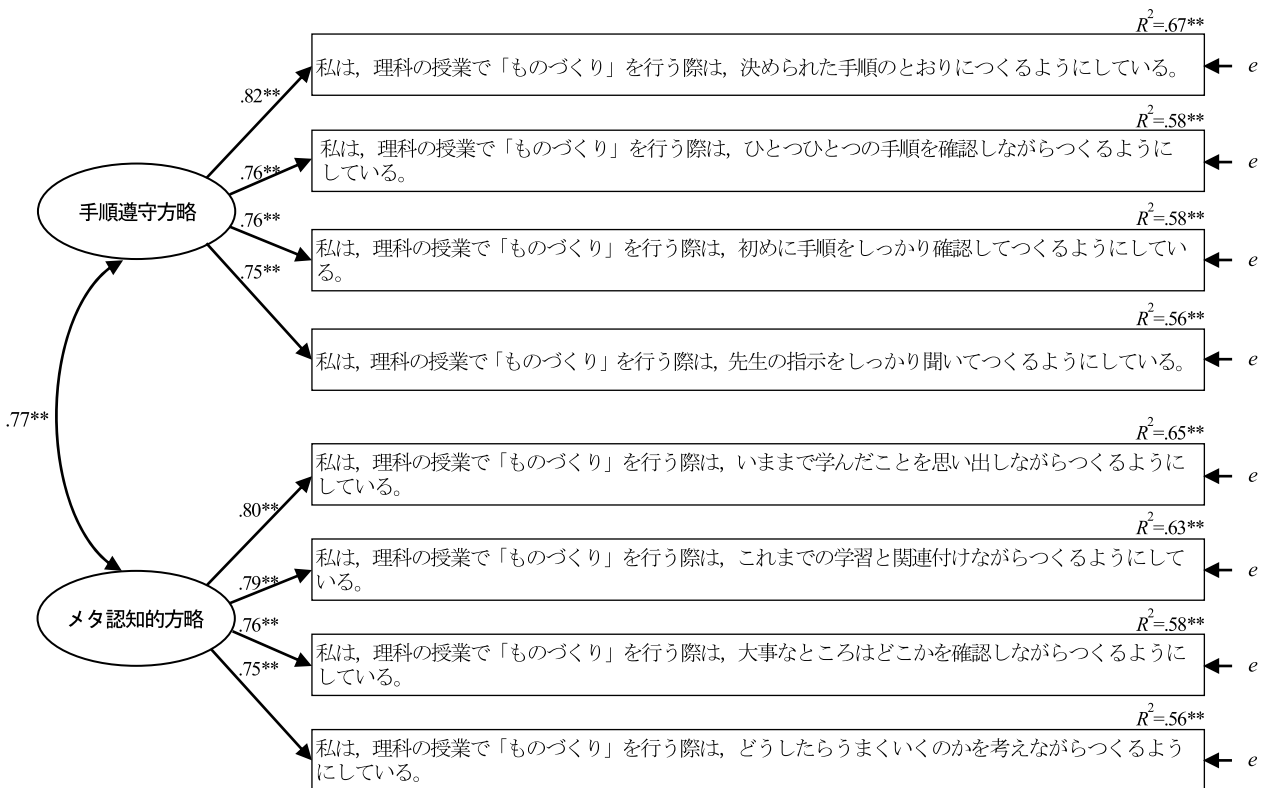 R²=.67**
私は，理科の授業で「ものづくり」を行う際は，決められた手順のとおりにつくるようにしている。
e
.82**
R²=.58**
私は，理科の授業で「ものづくり」を行う際は，ひとつひとつの手順を確認しながらつくるように
している。
e
.76**
手順遵守方略
R²=.58**
私は，理科の授業で「ものづくり」を行う際は，初めに手順をしっかり確認してつくるようにしてい
る。
e
.76**
R²=.56**
私は，理科の授業で「ものづくり」を行う際は，先生の指示をしっかり聞いてつくるようにしている。
e
.75**
.77**
R²=.65**
私は，理科の授業で「ものづくり」を行う際は，いままで学んだことを思い出しながらつくるように
している。
e
.80**
R²=.63**
私は，理科の授業で「ものづくり」を行う際は，これまでの学習と関連付けながらつくるようにして
いる。
e
.79**
メタ認知的方略
R²=.58**
私は，理科の授業で「ものづくり」を行う際は，大事なところはどこかを確認しながらつくるように
している。
e
.76**
R²=.56**
私は，理科の授業で「ものづくり」を行う際は，どうしたらうまくいくのかを考えながらつくるよう
にしている。
e
.75**